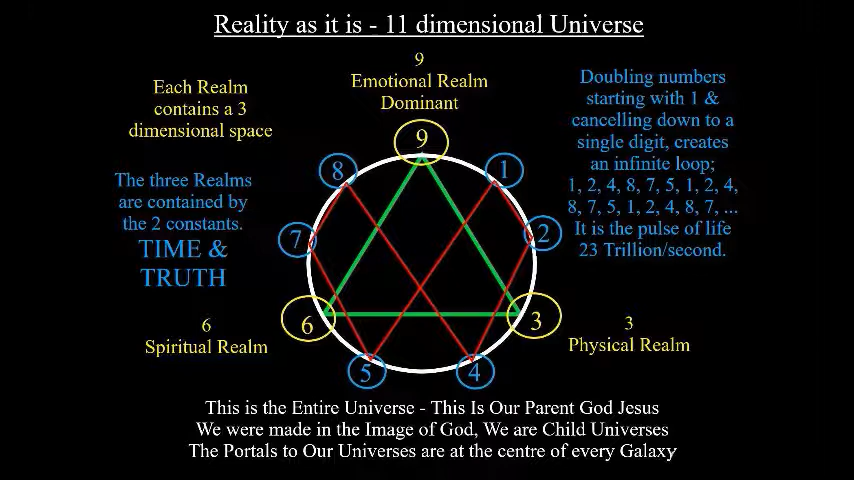 Reality as it is - 11 dimensional Universe
Each Realm
contains a 3
dimensional space
9
Emotional Realm
Dominant
Doubling numbers
starting with 1 &
cancelling down to a
single digit, creates
an infinite loop;
1, 2, 4, 8, 7, 5, 1, 2, 4,
8, 7, 5, 1, 2, 4, 8, 7, ...
It is the pulse of life
23 Trillion/second.
The three Realms
are contained by
the 2 constants.
TIME &
TRUTH
9
8
1
7
2
6
3
5
4
6
Spiritual Realm
3
Physical Realm
This is the Entire Universe - This Is Our Parent God Jesus
We were made in the Image of God, We are Child Universes
The Portals to Our Universes are at the centre of every Galaxy